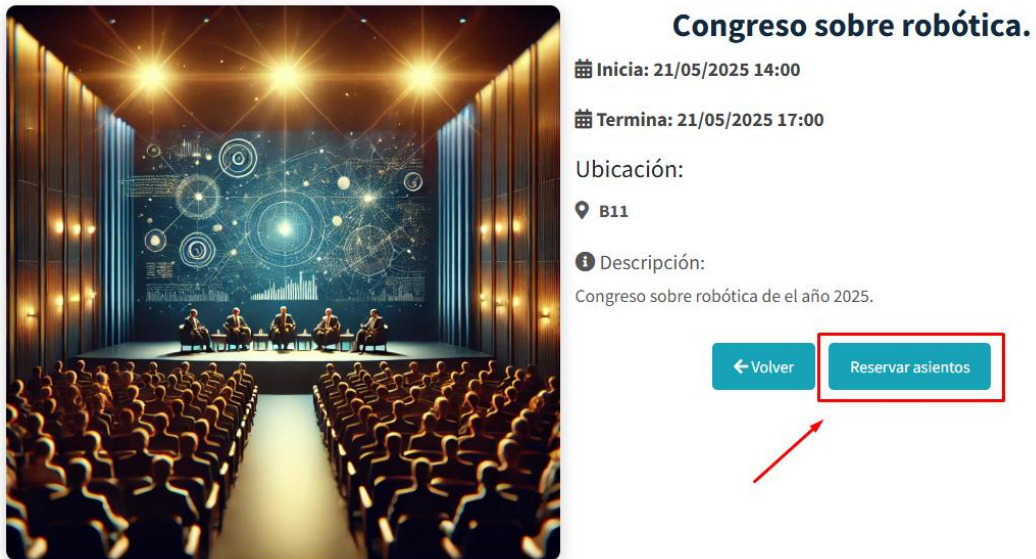 Congreso sobre robótica.
Inicia: 21/05/2025 14:00
Termina: 21/05/2025 17:00
Ubicación:
B11
Descripción:
Congreso sobre robótica de el año 2025.
Volver
Reservar asientos